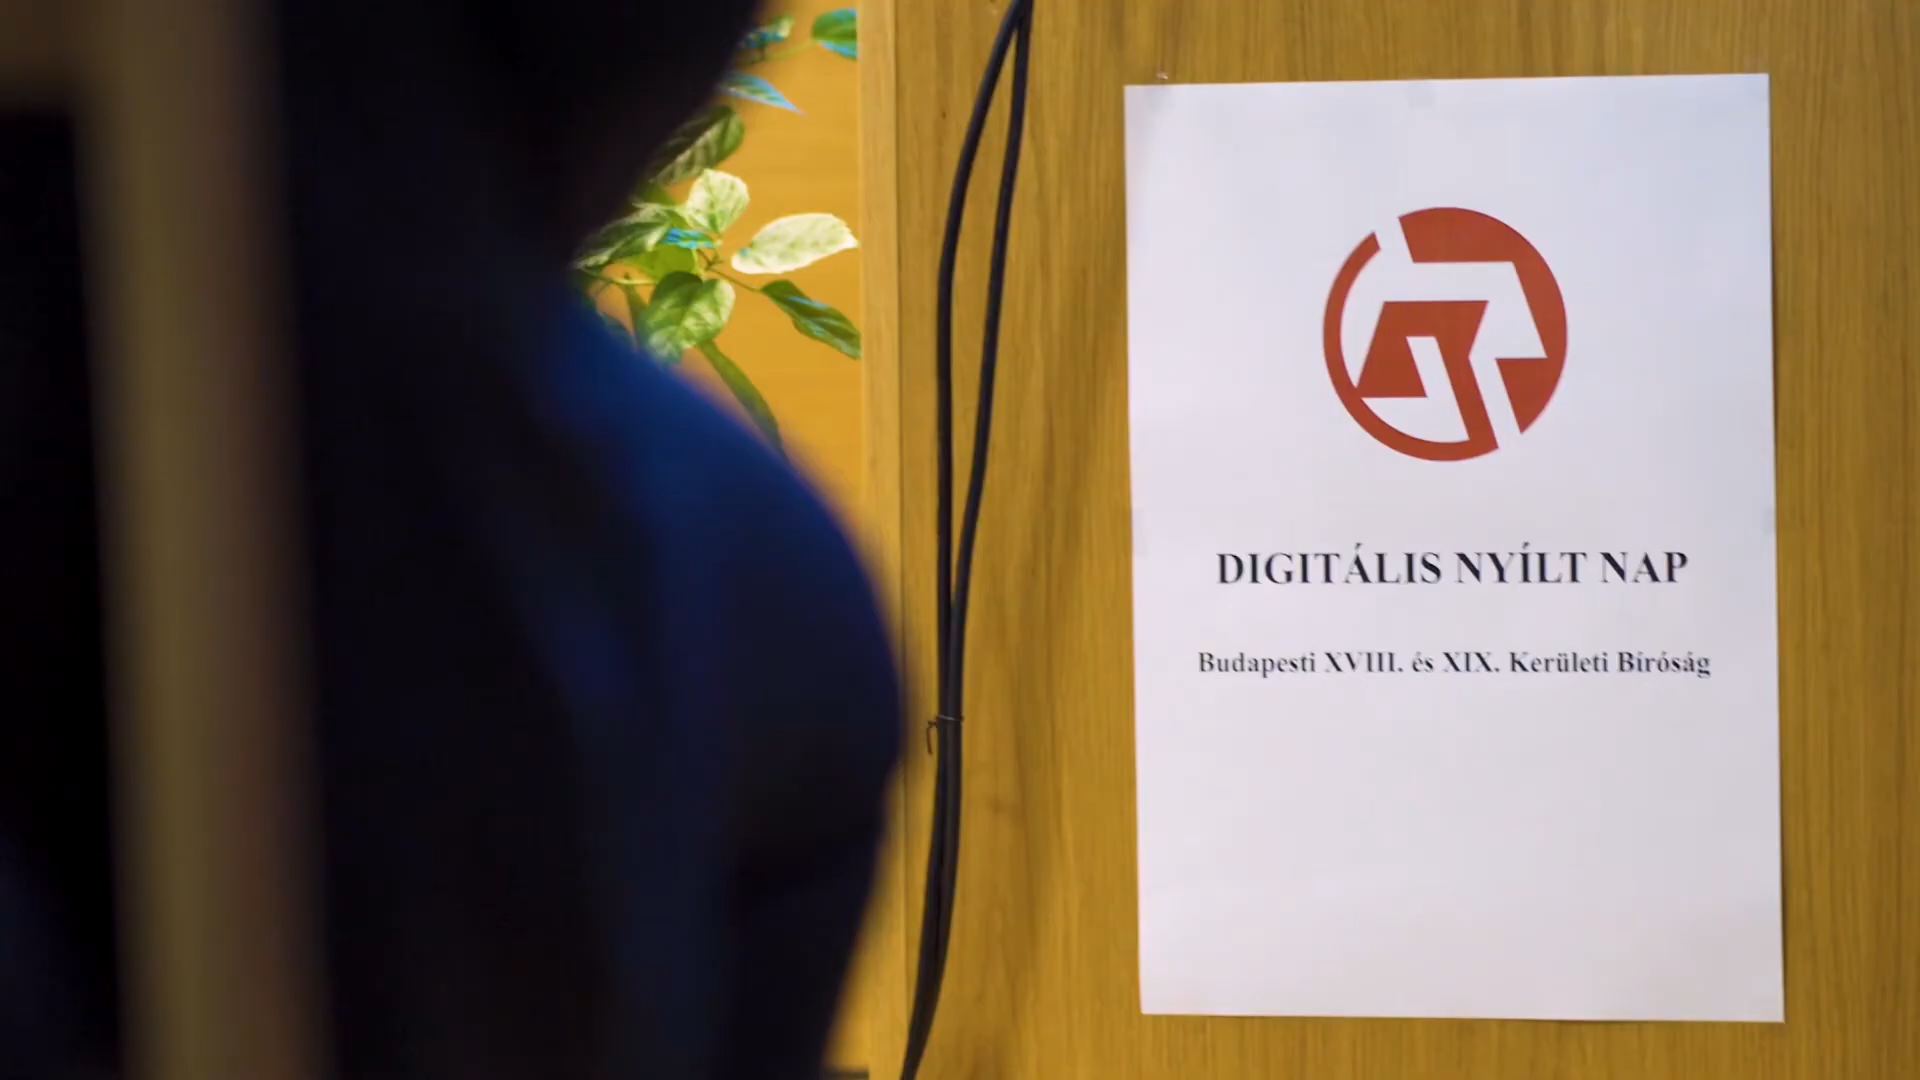 DIGITÁLIS NYÍLT NAP
Budapesti XVIII. és XIX. Kerületi Bíróság